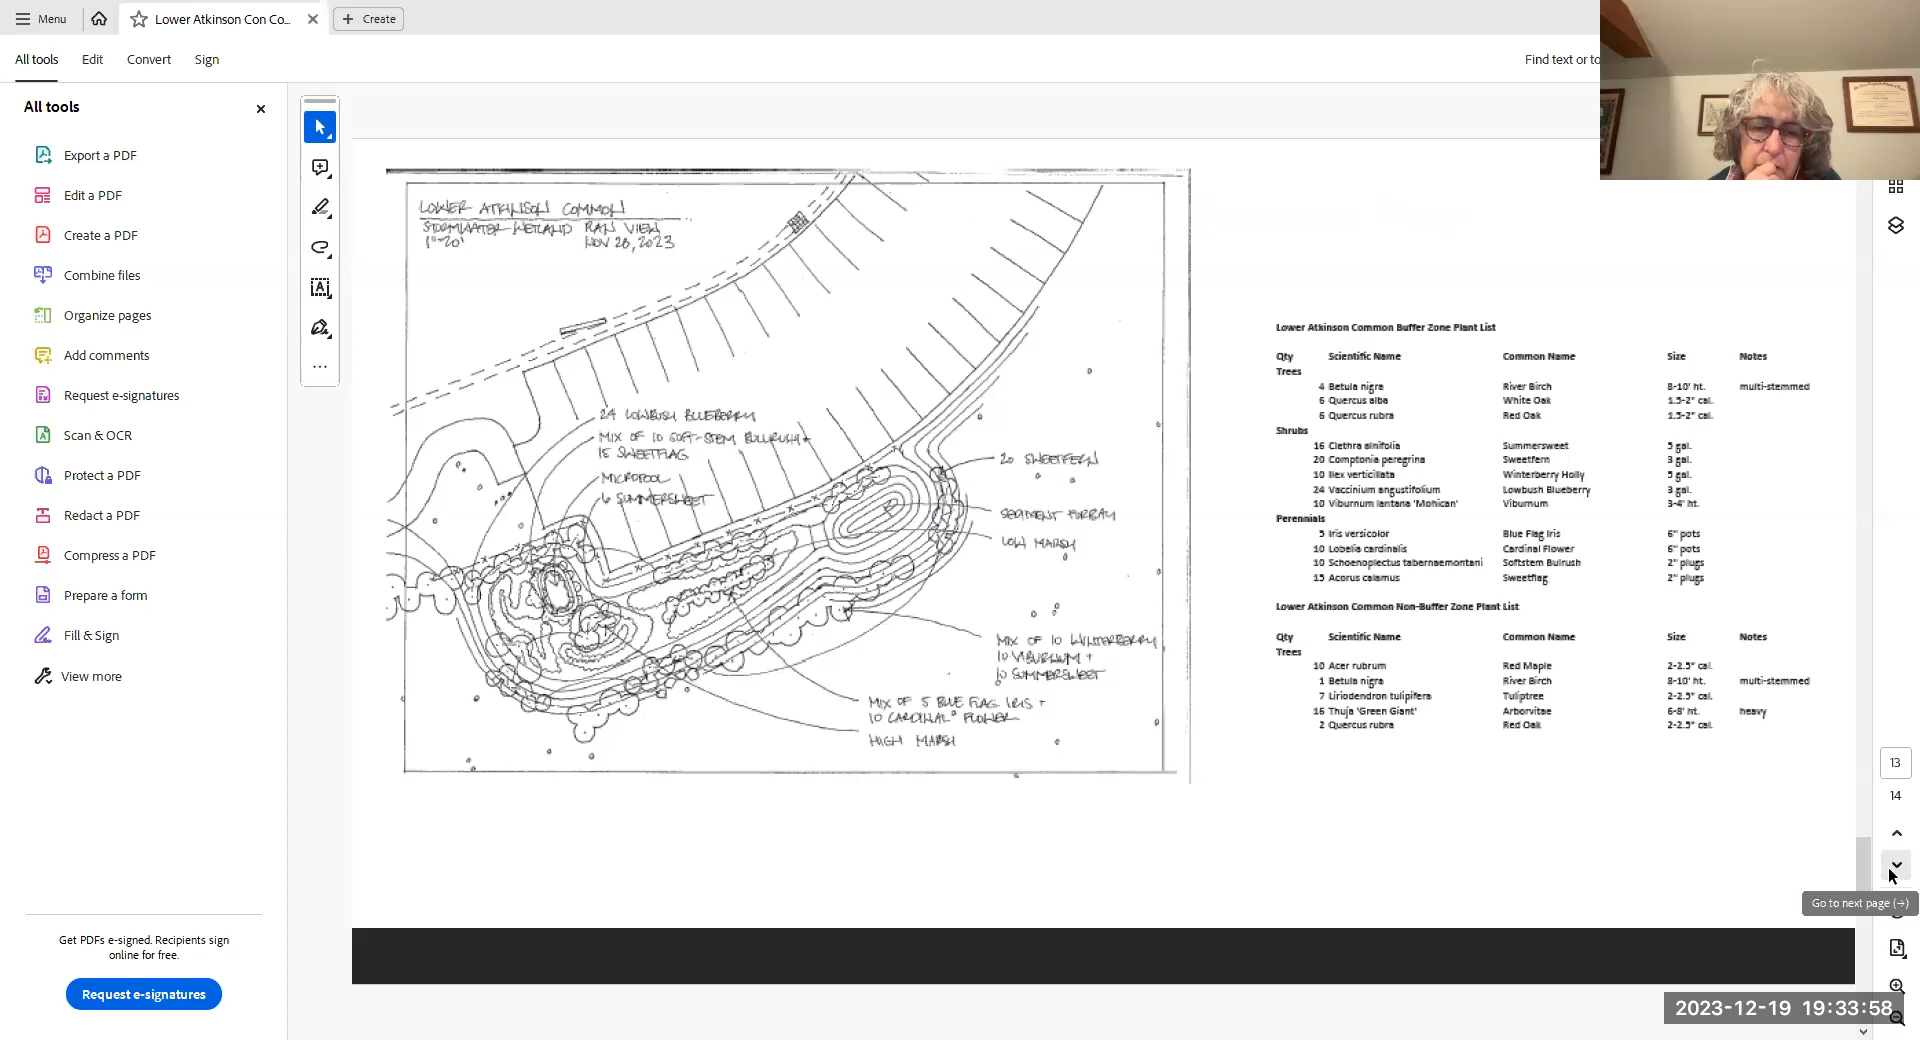 Menu
Lower Atkinson Con Co...
Create
All tools
Edit
Convert
Sign
Find text or to
All tools
Export a PDF
Edit a PDF
Create a PDF
Combine files
Organize pages
Add comments
Request e-signatures
Scan & OCR
Protect a PDF
Redact a PDF
Compress a PDF
Prepare a form
Fill & Sign
View more
Get PDFs e-signed. Recipients sign
online for free.
Request e-signatures
LOWER ATKINSON COMMON
STORMWATER WETLAND PLAN VIEW
1"=20' NOV 28, 2023
24 LOWBUSH BLUEBERRY
MIX OF 10 SOFT-STEM BULLRUSH +
15 SWEETFLAG
MICROPOOL
6 SUMMERSWEET
20 SWEETFERN
SEDIMENT FOREBAY
LOW MARSH
MIX OF 10 WINTERBERRY
10 VIBURNUM +
10 SUMMERSWEET
MIX OF 5 BLUE FLAG IRIS +
10 CARDINAL FLOWER
HIGH MARSH
Lower Atkinson Common Buffer Zone Plant List
Qty Scientific Name Common Name Size Notes
Trees
4 Betula nigra River Birch 8-10' ht. multi-stemmed
6 Quercus alba White Oak 1.5-2" cal.
6 Quercus rubra Red Oak 1.5-2" cal.
Shrubs
16 Clethra alnifolia Summersweet 5 gal.
20 Comptonia peregrina Sweetfern 3 gal.
10 Ilex verticillata Winterberry Holly 5 gal.
24 Vaccinium angustifolium Lowbush Blueberry 3 gal.
10 Viburnum lantana 'Mohican' Viburnum 3-4' ht.
Perennials
5 Iris versicolor Blue Flag Iris 6" pots
10 Lobelia cardinalis Cardinal Flower 6" pots
10 Schoenoplectus tabernaemontani Softstem Bulrush 2" plugs
15 Acorus calamus Sweetflag 2" plugs
Lower Atkinson Common Non-Buffer Zone Plant List
Qty Scientific Name Common Name Size Notes
Trees
10 Acer rubrum Red Maple 2-2.5" cal.
1 Betula nigra River Birch 8-10' ht. multi-stemmed
7 Liriodendron tulipifera Tuliptree 2-2.5" cal.
16 Thuja 'Green Giant' Arborvitae 6-8' ht. heavy
2 Quercus rubra Red Oak 2-2.5" cal.
13
14
Go to next page (→)
2023-12-19 19:33:58